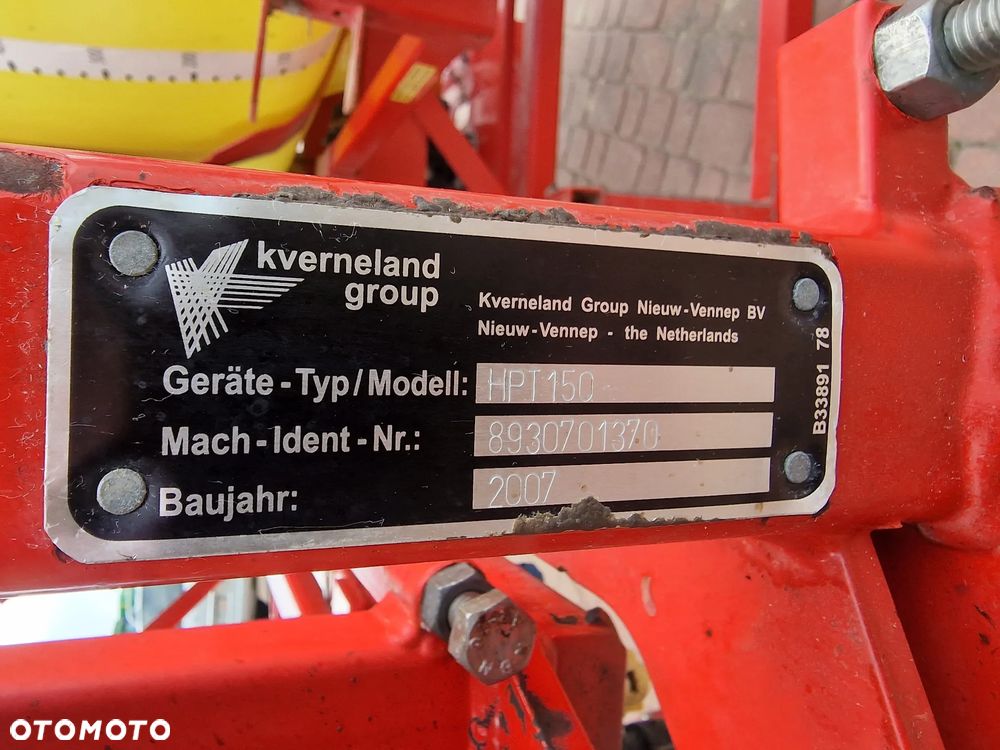 kverneland
group
Kverneland Group Nieuw-Vennep BV
Nieuw-Vennep - the Netherlands
Geräte-Typ/Modell: HPT150
Mach-Ident-Nr.: 8930701370
Baujahr: 2007
B33891 78
OTOMOTO